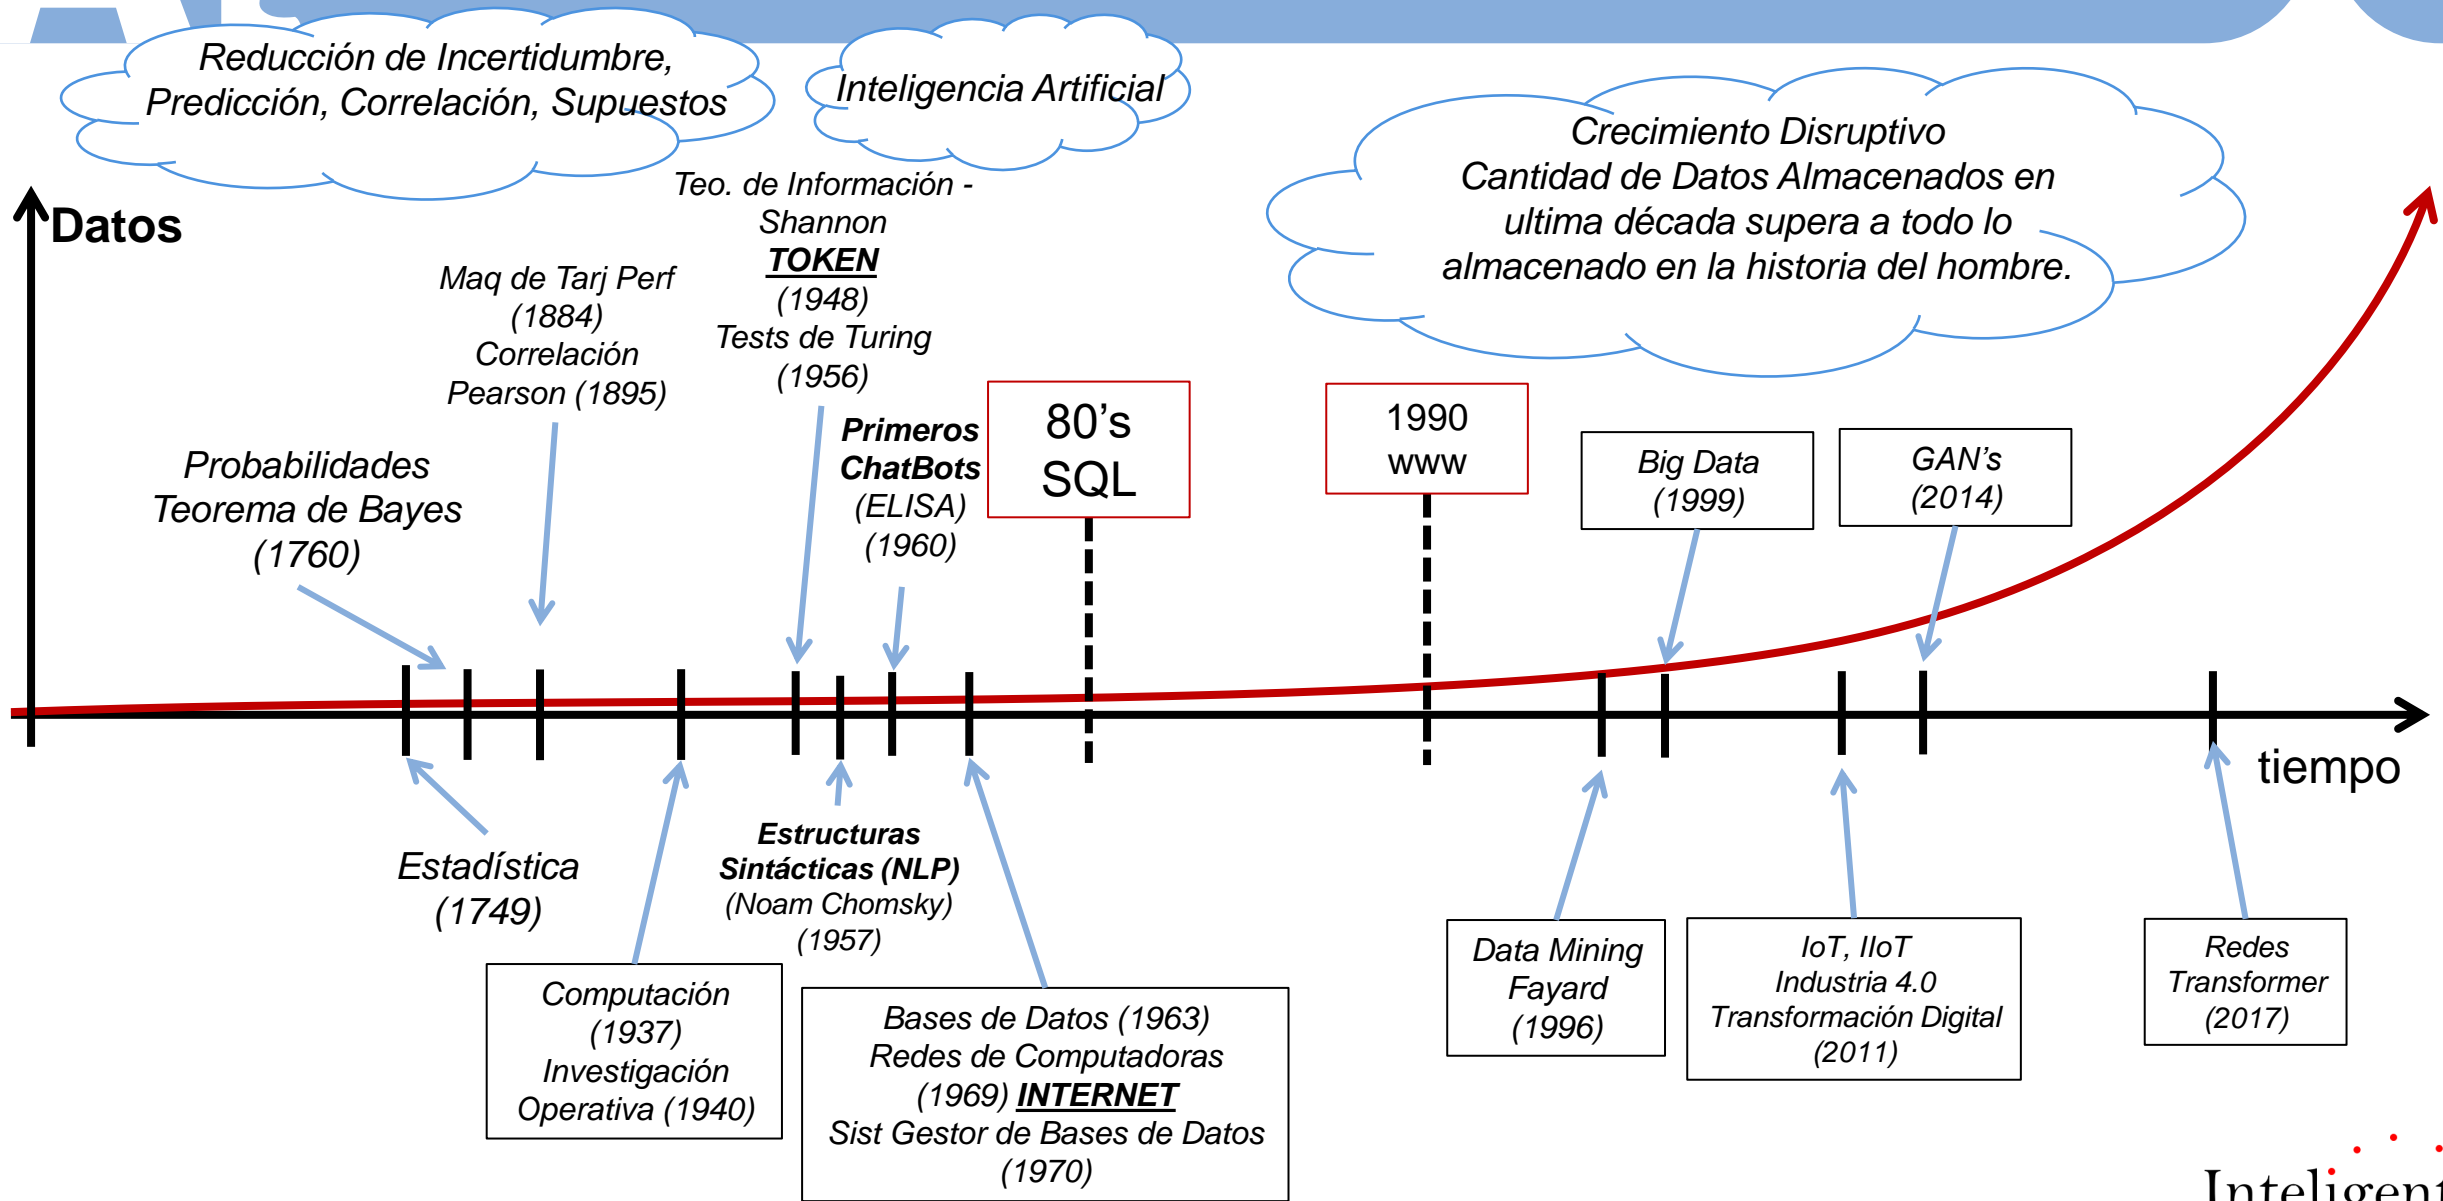 Reducción de Incertidumbre,
Predicción, Correlación, Supuestos
Inteligencia Artificial
Crecimiento Disruptivo
Cantidad de Datos Almacenados en
ultima década supera a todo lo
almacenado en la historia del hombre.
Datos
Teo. de Información -
Shannon
TOKEN
(1948)
Tests de Turing
(1956)
Maq de Tarj Perf
(1884)
Correlación
Pearson (1895)
Probabilidades
Teorema de Bayes
(1760)
Primeros
ChatBots
(ELISA)
(1960)
80’s
SQL
1990
www
Big Data
(1999)
GAN’s
(2014)
tiempo
Estadística
(1749)
Estructuras
Sintácticas (NLP)
(Noam Chomsky)
(1957)
Computación
(1937)
Investigación
Operativa (1940)
Bases de Datos (1963)
Redes de Computadoras
(1969) INTERNET
Sist Gestor de Bases de Datos
(1970)
Data Mining
Fayard
(1996)
IoT, IIoT
Industria 4.0
Transformación Digital
(2011)
Redes
Transformer
(2017)
Inteligent